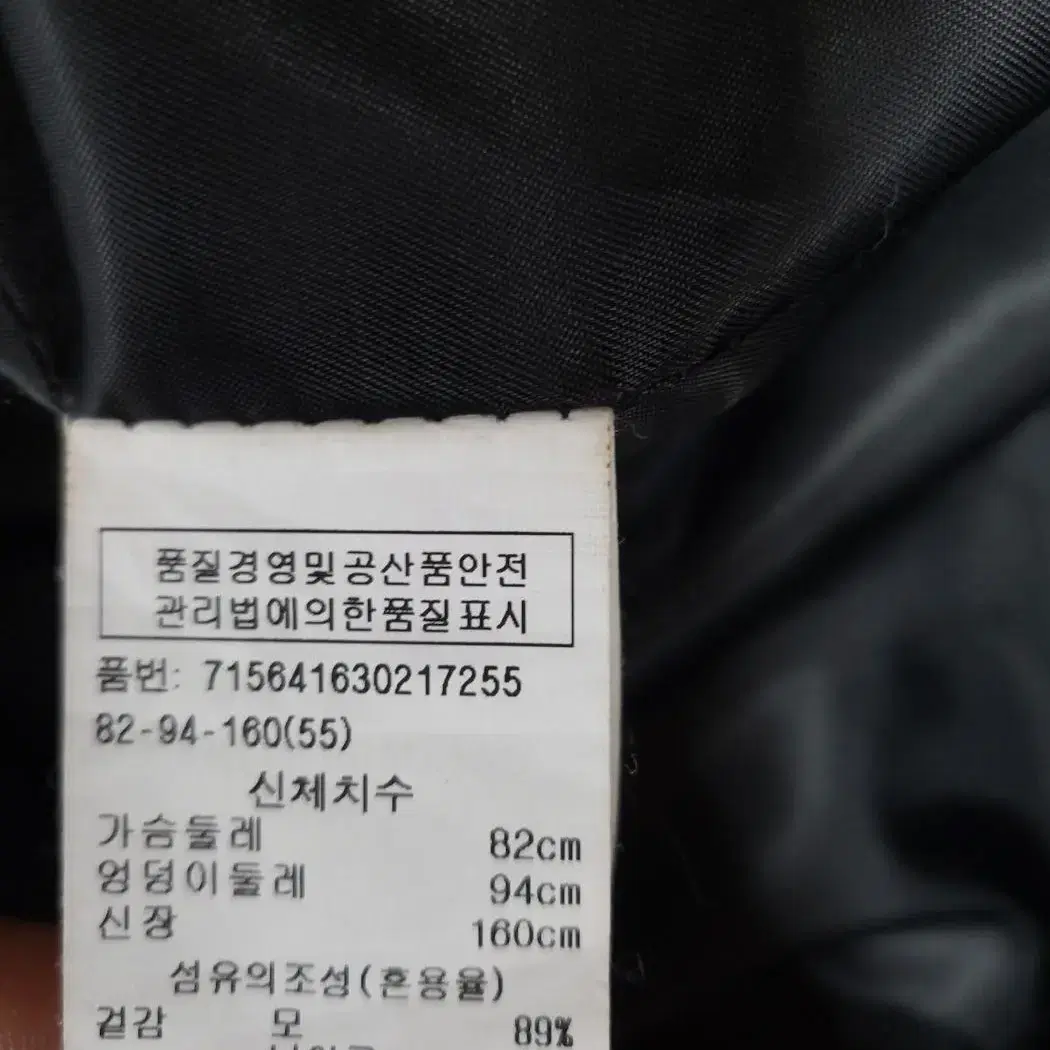 품질경영및공산품안전
관리법에의한품질표시
품번: 715641630217255
82-94-160(55)
신체치수
가슴둘레 82cm
엉덩이둘레 94cm
신장 160cm
섬유의조성(혼용율)
겉감 모 89%